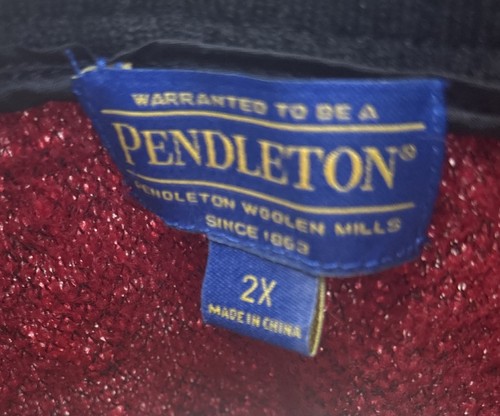 WARRANTED TO BE A
PENDLETON®
PENDLETON WOOLEN MILLS
SINCE 1863
2X
MADE IN CHINA